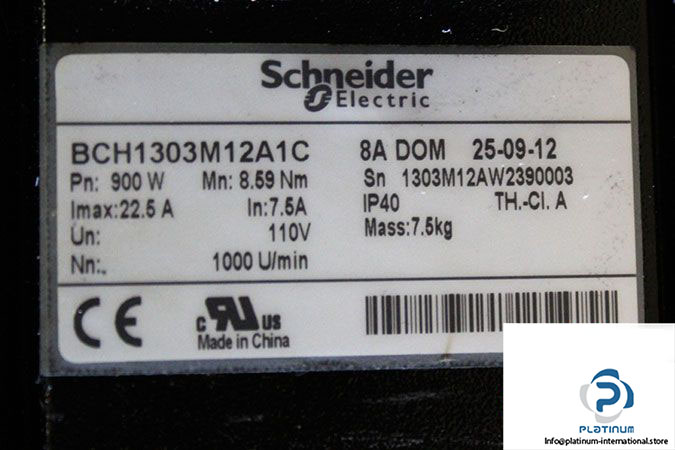 Schneider
Electric
BCH1303M12A1C 8A DOM 25-09-12
Pn: 900 W Mn: 8.59 Nm Sn 1303M12AW2390003
Imax:22.5 A In:7.5A IP40 TH.-Cl. A
Un: 110V Mass:7.5kg
Nn: 1000 U/min
CE c RU US
Made in China
PLATINUM
Info@platinum-international.store